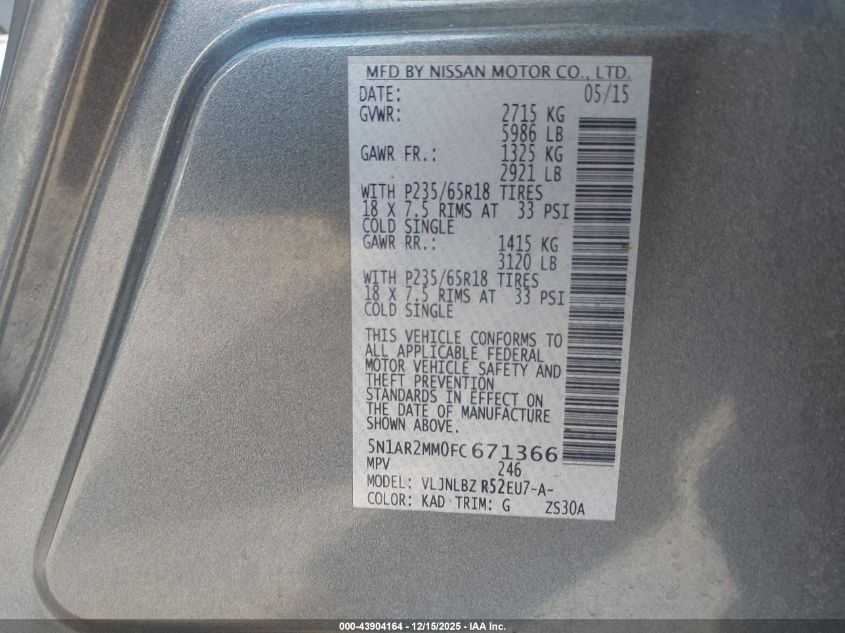 MFD BY NISSAN MOTOR CO., LTD.
DATE: 05/15
GVWR: 2715 KG
5986 LB
GAWR FR.: 1325 KG
2921 LB
WITH P235/65R18 TIRES
18 X 7.5 RIMS AT 33 PSI
COLD SINGLE
GAWR RR.: 1415 KG
3120 LB
WITH P235/65R18 TIRES
18 X 7.5 RIMS AT 33 PSI
COLD SINGLE
THIS VEHICLE CONFORMS TO
ALL APPLICABLE FEDERAL
MOTOR VEHICLE SAFETY AND
THEFT PREVENTION
STANDARDS IN EFFECT ON
THE DATE OF MANUFACTURE
SHOWN ABOVE.
5N1AR2MM0FC671366
MPV 246
MODEL: VLJNLBZ R52EU7-A-
COLOR: KAD TRIM: G ZS30A
000-43904164 - 12/15/2025 - IAA Inc.